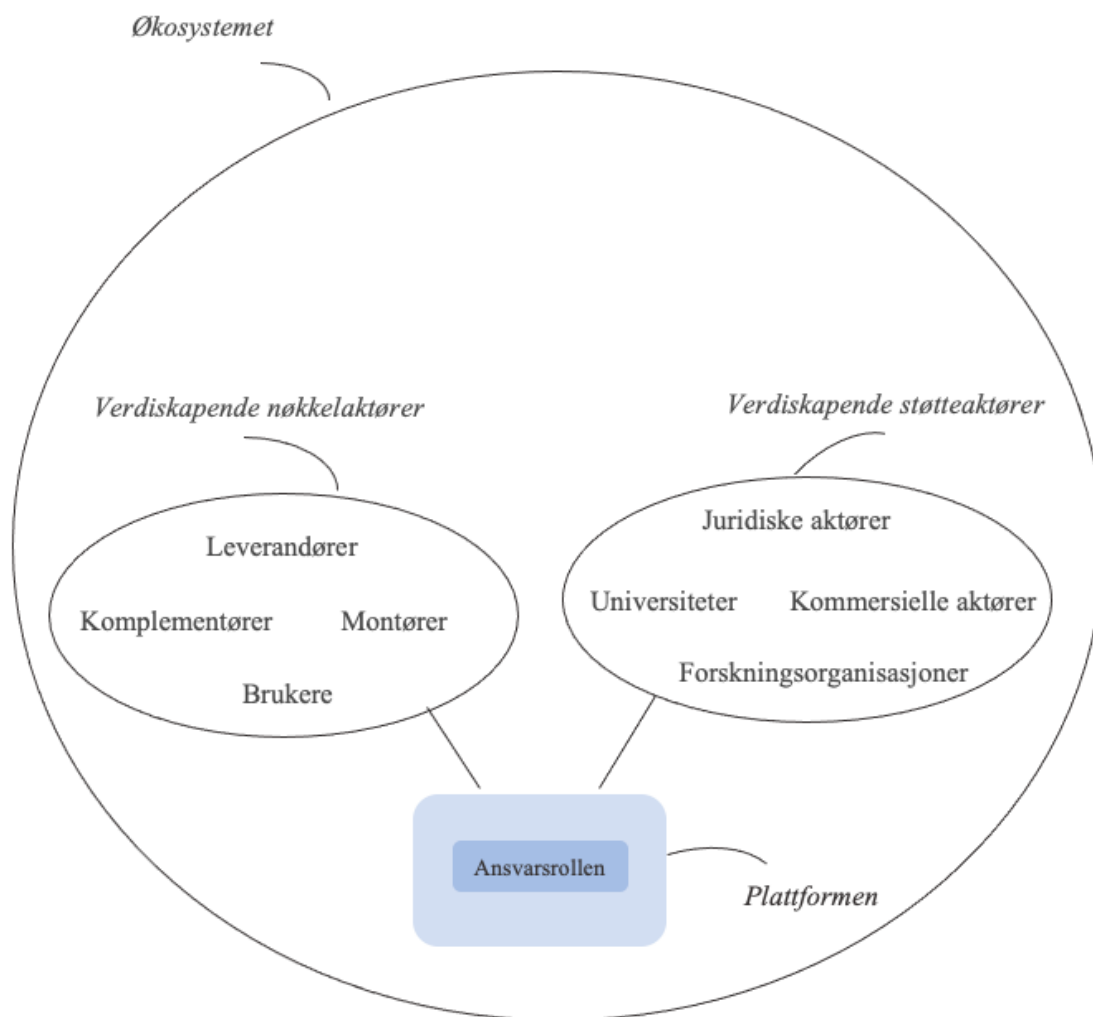 Økosystemet
Verdiskapende nøkkelaktører
Verdiskapende støtteaktører
Leverandører
Komplementører
Montører
Brukere
Juridiske aktører
Universiteter
Kommersielle aktører
Forskningsorganisasjoner
Ansvarsrollen
Plattformen